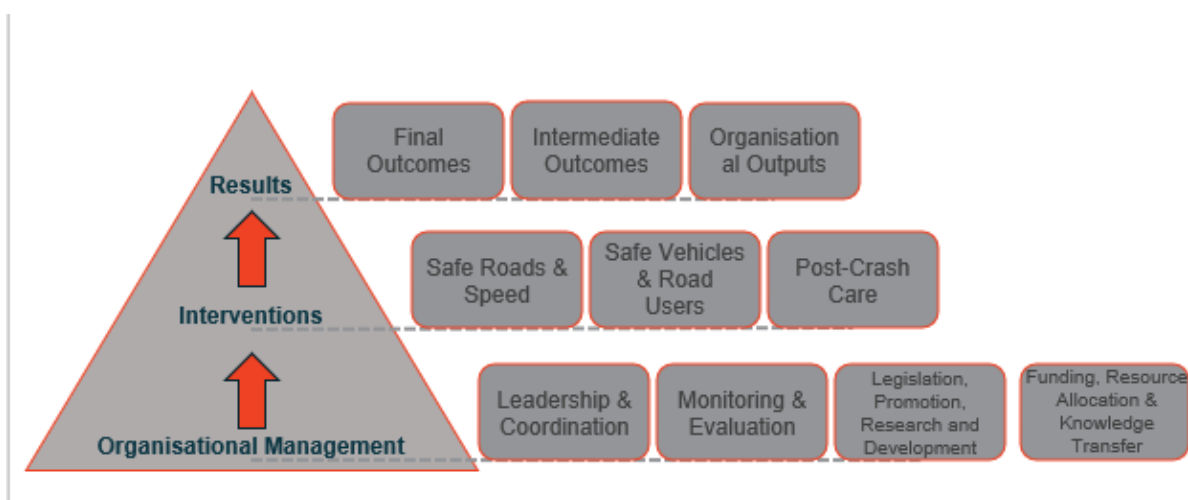 Results
Final
Outcomes
Intermediate
Outcomes
Organisation
al Outputs
Interventions
Safe Roads &
Speed
Safe Vehicles
& Road
Users
Post-Crash
Care
Organisational Management
Leadership &
Coordination
Monitoring &
Evaluation
Legislation,
Promotion,
Research and
Development
Funding, Resource
Allocation &
Knowledge
Transfer